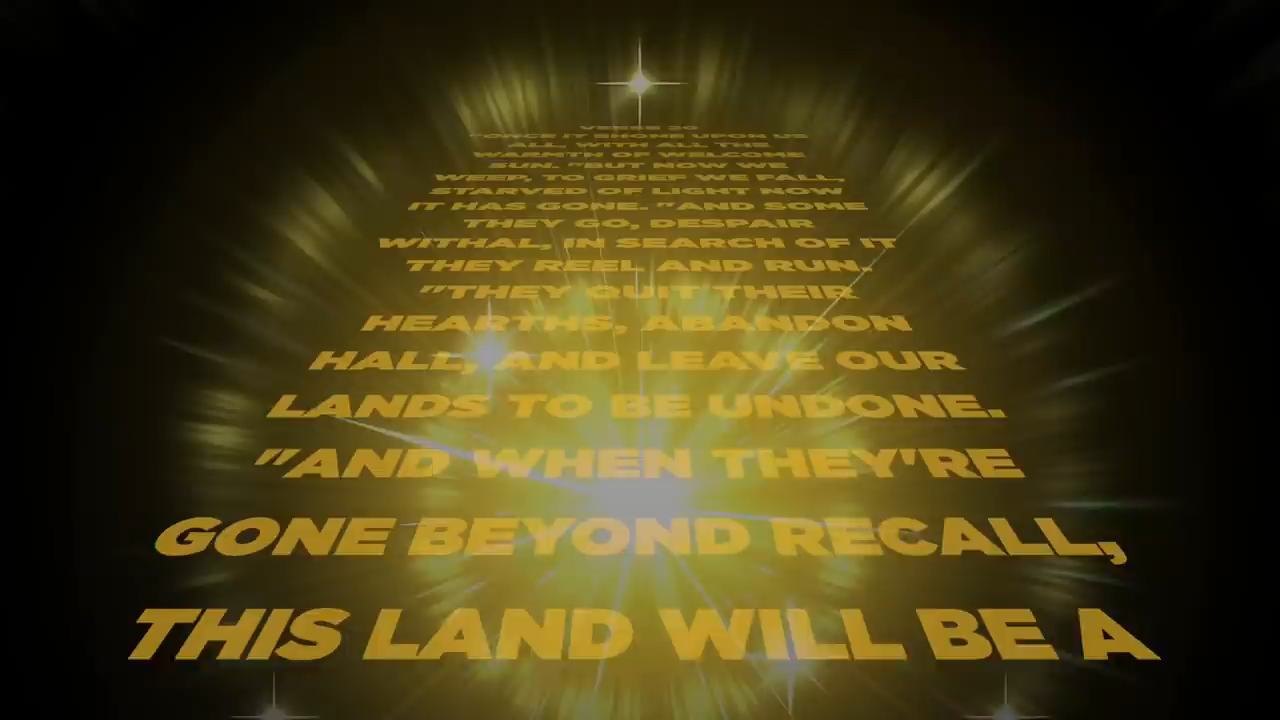 VERSE 20
"ONCE IT SHONE UPON US
ALL, WITH ALL THE
WARMTH OF WELCOME
SUN. "BUT NOW WE
WEEP, TO GRIEF WE FALL,
STARVED OF LIGHT NOW
IT HAS GONE. "AND SOME
THEY GO, DESPAIR
WITHAL, IN SEARCH OF IT
THEY REEL AND RUN.
"THEY QUIT THEIR
HEARTHS, ABANDON
HALL, AND LEAVE OUR
LANDS TO BE UNDONE.
"AND WHEN THEY'RE
GONE BEYOND RECALL,
THIS LAND WILL BE A